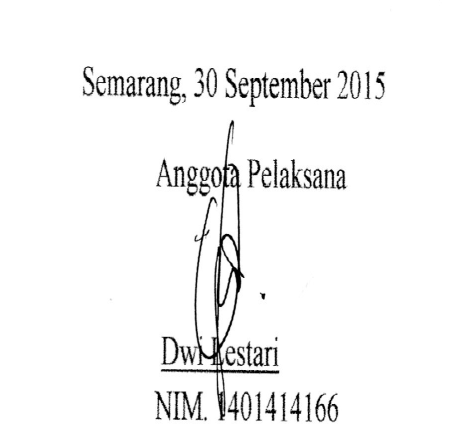 Semarang, 30 September 2015
Anggota Pelaksana
Dwi Lestari
NIM. 1401414166